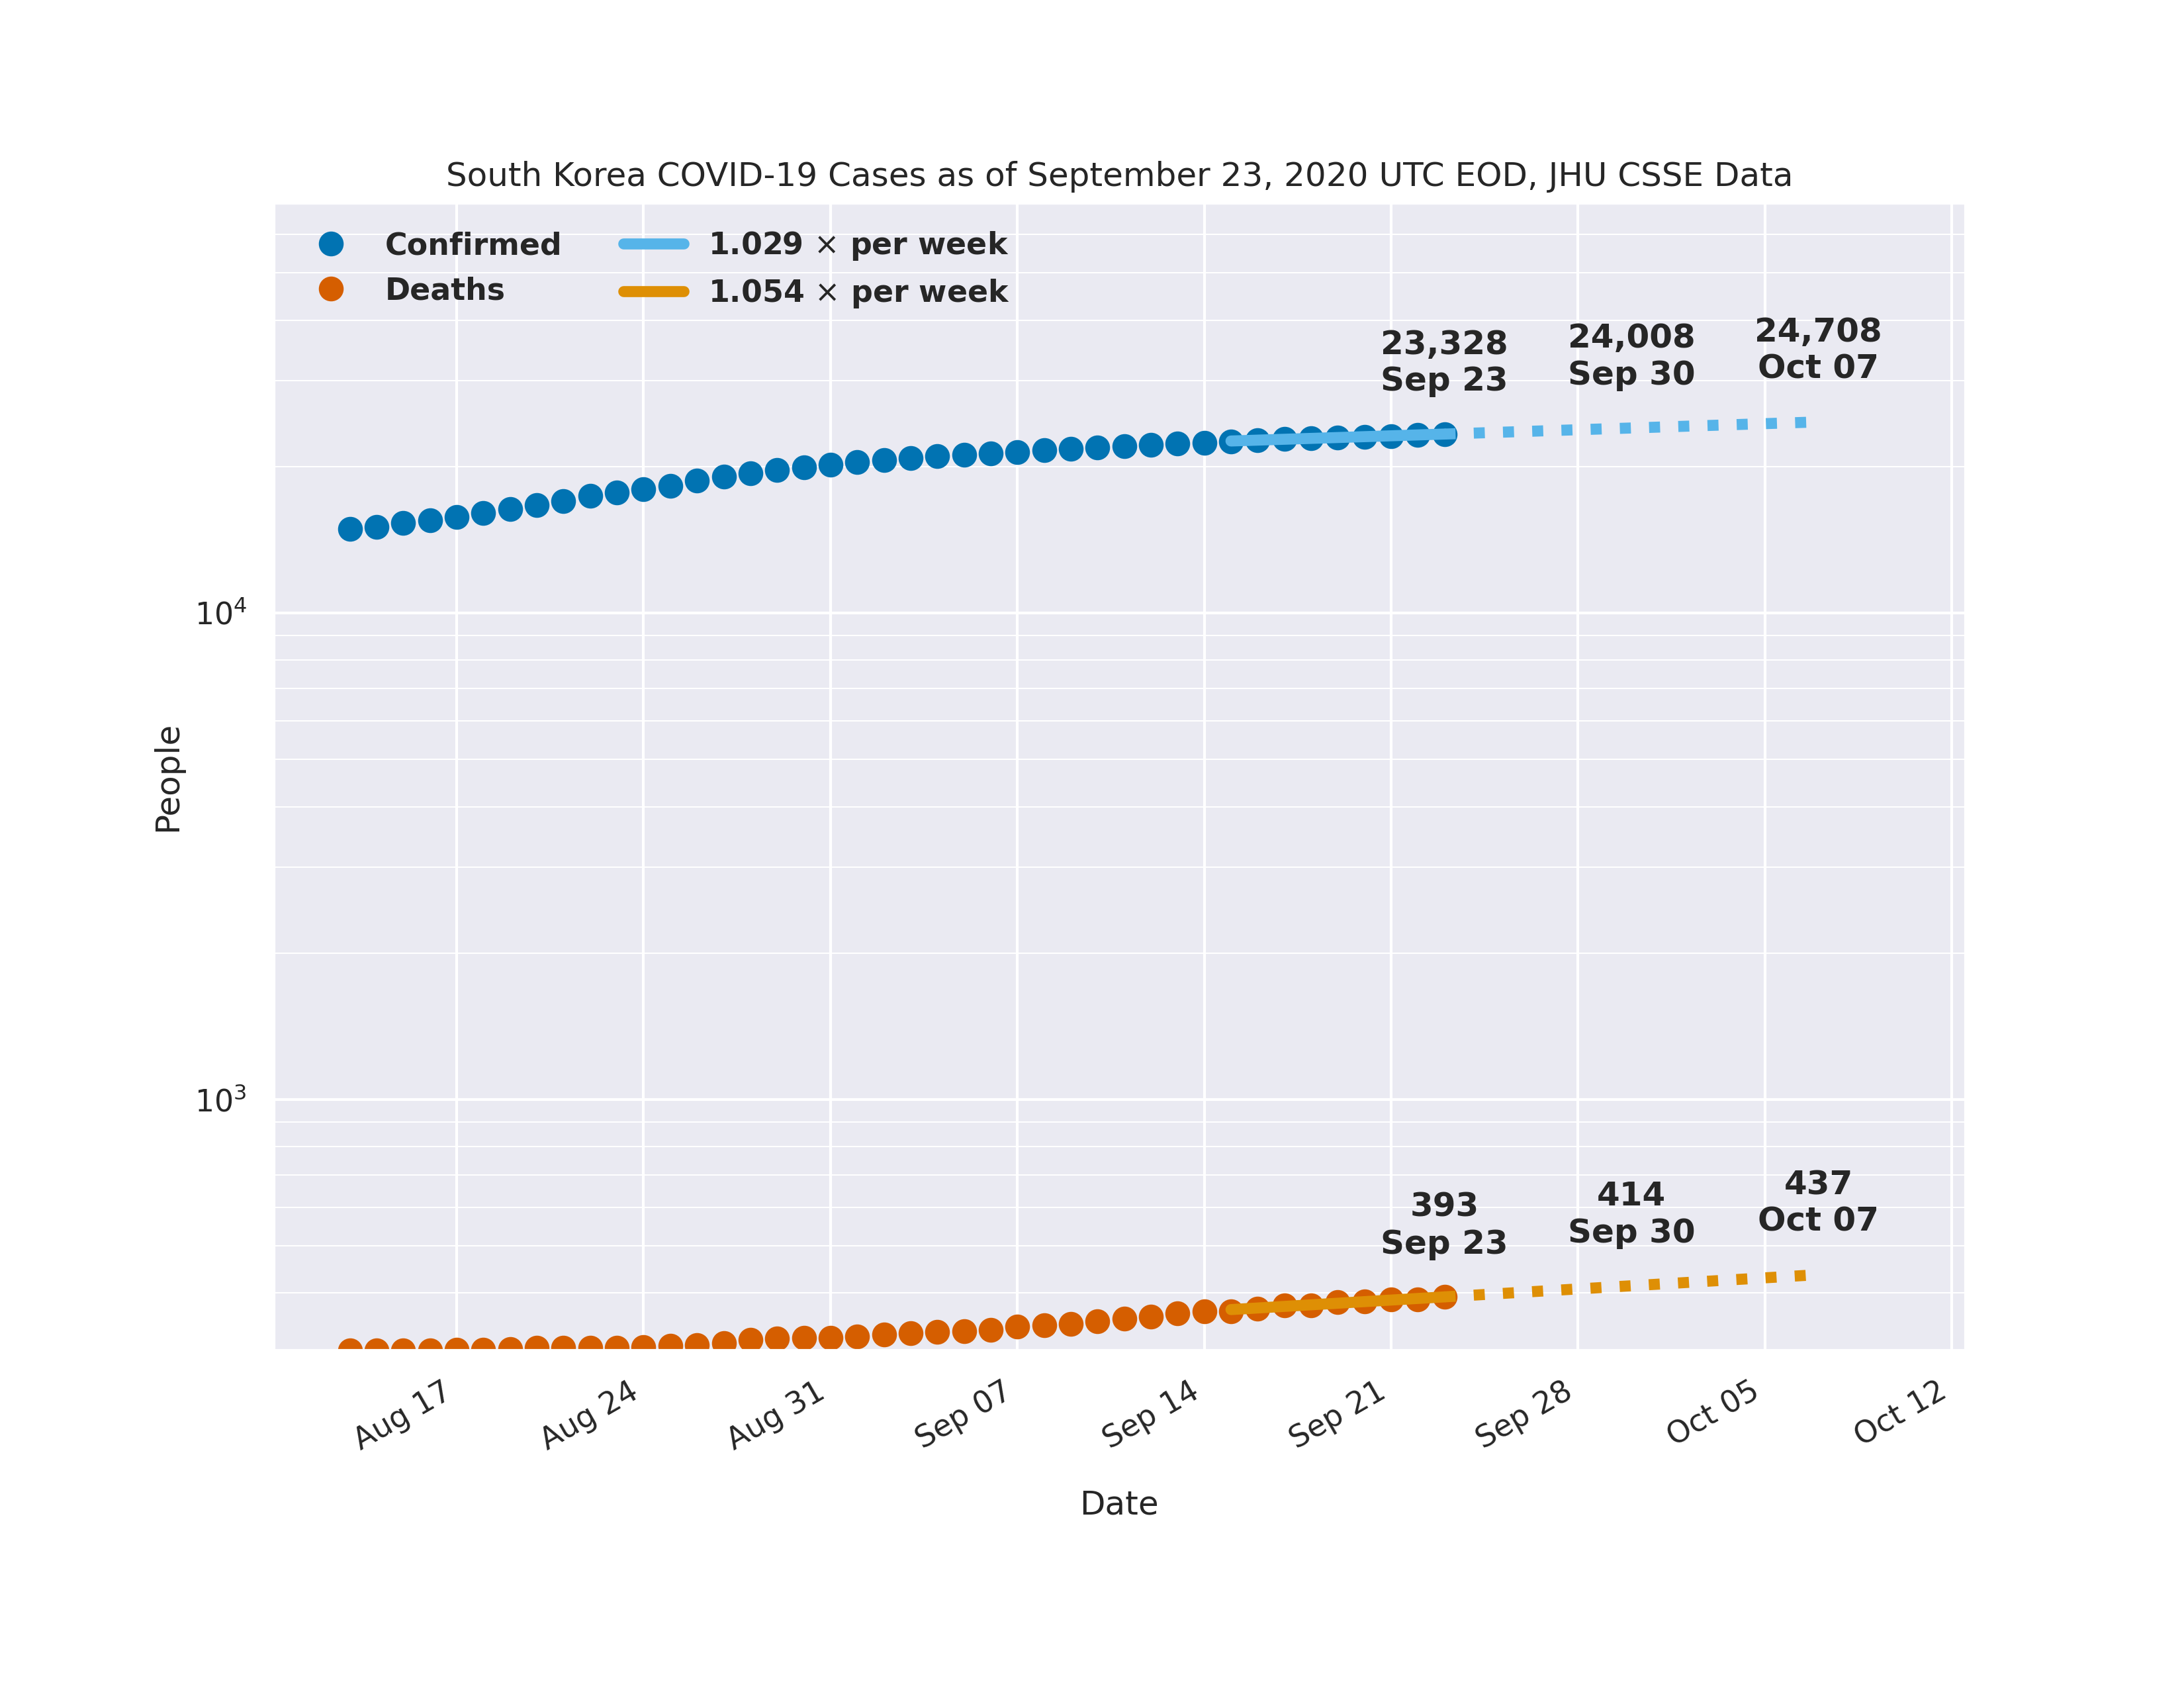 South Korea COVID-19 Cases as of September 23, 2020 UTC EOD, JHU CSSE Data
Confirmed
Deaths
1.029 × per week
1.054 × per week
23,328
Sep 23
24,008
Sep 30
24,708
Oct 07
10⁴
People
10³
393
Sep 23
414
Sep 30
437
Oct 07
Aug 17
Aug 24
Aug 31
Sep 07
Sep 14
Sep 21
Sep 28
Oct 05
Oct 12
Date